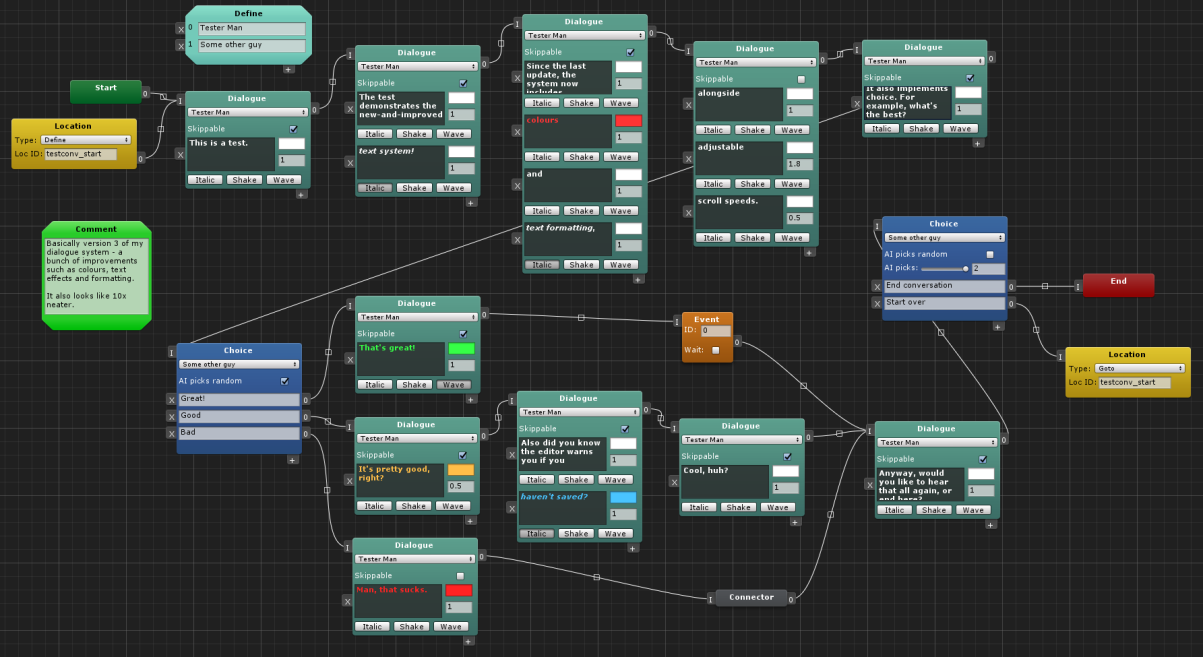 Define
X 0 Tester Man
X 1 Some other guy
+
Start
0
Location
Type: Define
Loc ID: testconv_start
0
I
Dialogue
Tester Man
0
Skippable
X
This is a test.
1
Italic Shake Wave
+
I
Dialogue
Tester Man
0
Skippable
X
The test
demonstrates the
new-and-improved
1
Italic Shake Wave
X
text system!
1
Italic Shake Wave
+
I
Dialogue
Tester Man
0
Skippable
X
Since the last
update, the
system now
includes
1
Italic Shake Wave
X
colours
1
Italic Shake Wave
X
and
1
Italic Shake Wave
X
text formatting,
1
Italic Shake Wave
+
I
Dialogue
Tester Man
0
Skippable
X
alongside
1
Italic Shake Wave
X
adjustable
1.8
Italic Shake Wave
X
scroll speeds.
0.5
Italic Shake Wave
+
I
Dialogue
Tester Man
0
Skippable
X
It also implements
choice. For
example, what's
the best?
1
Italic Shake Wave
+
Comment
Basically version 3 of my
dialogue system - a
bunch of improvements
such as colours, text
effects and formatting.
It also looks like 10x
neater.
I
Choice
Some other guy
AI picks random
X Great! 0
X Good 0
X Bad 0
+
I
Dialogue
Tester Man
0
Skippable
X
That's great!
1
Italic Shake Wave
+
I
Dialogue
Tester Man
0
Skippable
X
It's pretty good,
right?
0.5
Italic Shake Wave
+
I
Dialogue
Tester Man
0
Skippable
X
Man, that sucks.
1
Italic Shake Wave
+
I
Dialogue
Tester Man
0
Skippable
X
Also did you know
the editor warns
you if you
1
Italic Shake Wave
X
haven't saved?
1
Italic Shake Wave
+
I
Event
ID: 0
Wait:
0
I
Dialogue
Tester Man
0
Skippable
X
Cool, huh?
1
Italic Shake Wave
+
I Connector 0
I
Dialogue
Tester Man
0
Skippable
X
Anyway, would
you like to hear
that all again, or
end here?
1
Italic Shake Wave
+
I
Choice
Some other guy
AI picks random
AI picks: 2
X End conversation 0
X Start over 0
+
I
End
I
Location
Type: Goto
Loc ID: testconv_start